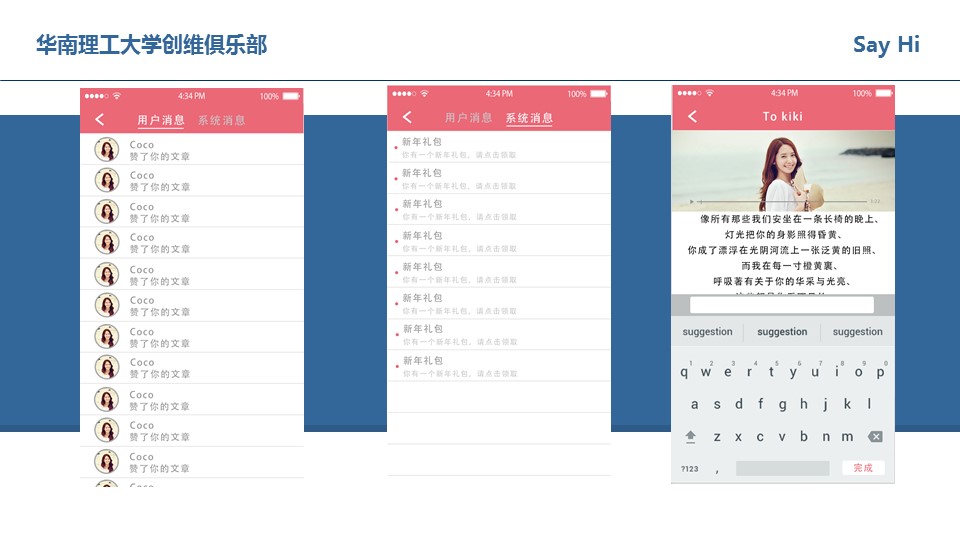 华南理工大学创维俱乐部
Say Hi
4:34 PM
100%
用户消息 系统消息
Coco
赞了你的文章
Coco
赞了你的文章
Coco
赞了你的文章
Coco
赞了你的文章
Coco
赞了你的文章
Coco
赞了你的文章
Coco
赞了你的文章
Coco
赞了你的文章
Coco
赞了你的文章
Coco
赞了你的文章
Coco
赞了你的文章
Coco
4:34 PM
100%
用户消息 系统消息
新年礼包
你有一个新年礼包，请点击领取
新年礼包
你有一个新年礼包，请点击领取
新年礼包
你有一个新年礼包，请点击领取
新年礼包
你有一个新年礼包，请点击领取
新年礼包
你有一个新年礼包，请点击领取
新年礼包
你有一个新年礼包，请点击领取
新年礼包
你有一个新年礼包，请点击领取
新年礼包
你有一个新年礼包，请点击领取
4:34 PM
100%
To kiki
像所有那些我们安坐在一条长椅的晚上、
灯光把你的身影照得昏黄、
你成了漂浮在光阴河流上一张泛黄的旧照、
而我在每一寸橙黄裏、
呼吸著有关于你的华采与光亮、
suggestion suggestion suggestion
1 2 3 4 5 6 7 8 9 0
q w e r t y u i o p
a s d f g h j k l
z x c v b n m
?123 , 完成